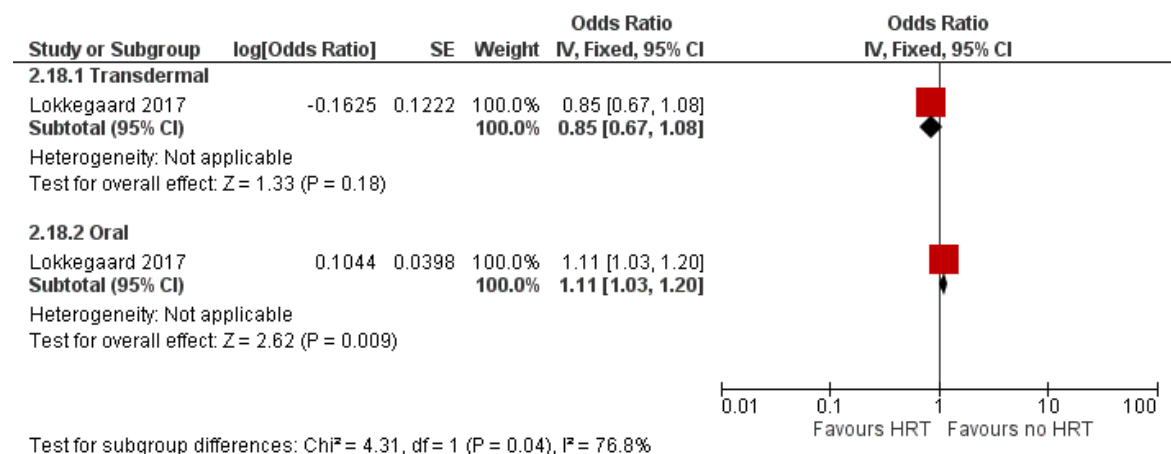 Odds Ratio Odds Ratio
Study or Subgroup log[Odds Ratio] SE Weight IV, Fixed, 95% CI IV, Fixed, 95% CI
2.18.1 Transdermal
Lokkegaard 2017 -0.1625 0.1222 100.0% 0.85 [0.67, 1.08]
Subtotal (95% CI) 100.0% 0.85 [0.67, 1.08]
Heterogeneity: Not applicable
Test for overall effect: Z = 1.33 (P = 0.18)
2.18.2 Oral
Lokkegaard 2017 0.1044 0.0398 100.0% 1.11 [1.03, 1.20]
Subtotal (95% CI) 100.0% 1.11 [1.03, 1.20]
Heterogeneity: Not applicable
Test for overall effect: Z = 2.62 (P = 0.009)
0.01 0.1 1 10 100
Favours HRT Favours no HRT
Test for subgroup differences: Chi² = 4.31, df = 1 (P = 0.04), I² = 76.8%